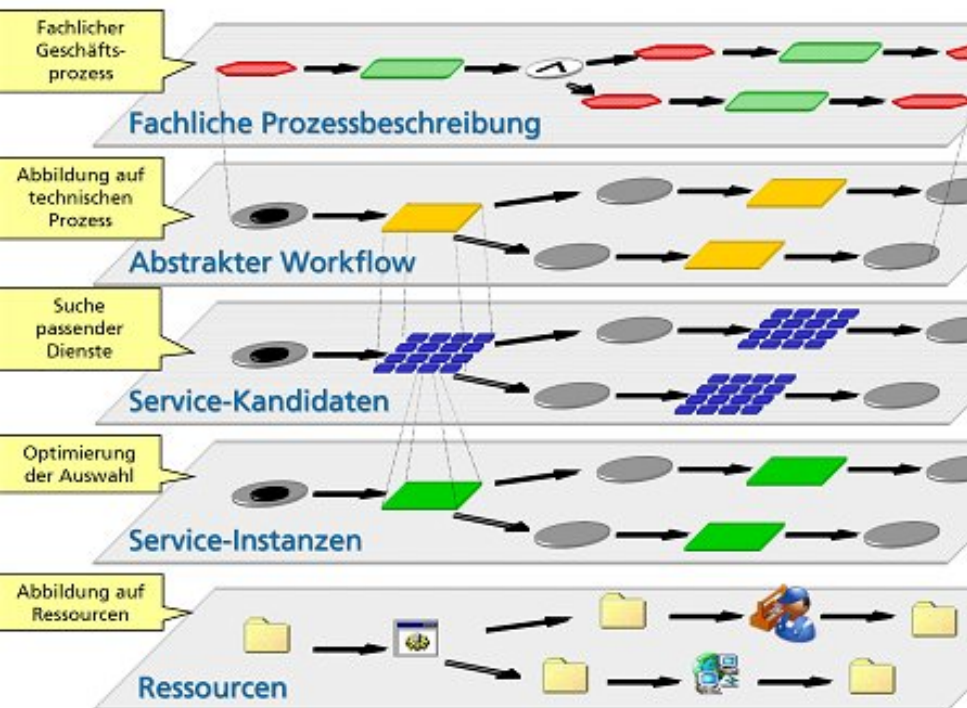 Fachlicher
Geschäfts-
prozess
Fachliche Prozessbeschreibung
Abbildung auf
technischen
Prozess
Abstrakter Workflow
Suche
passender
Dienste
Service-Kandidaten
Optimierung
der Auswahl
Service-Instanzen
Abbildung auf
Ressourcen
Ressourcen